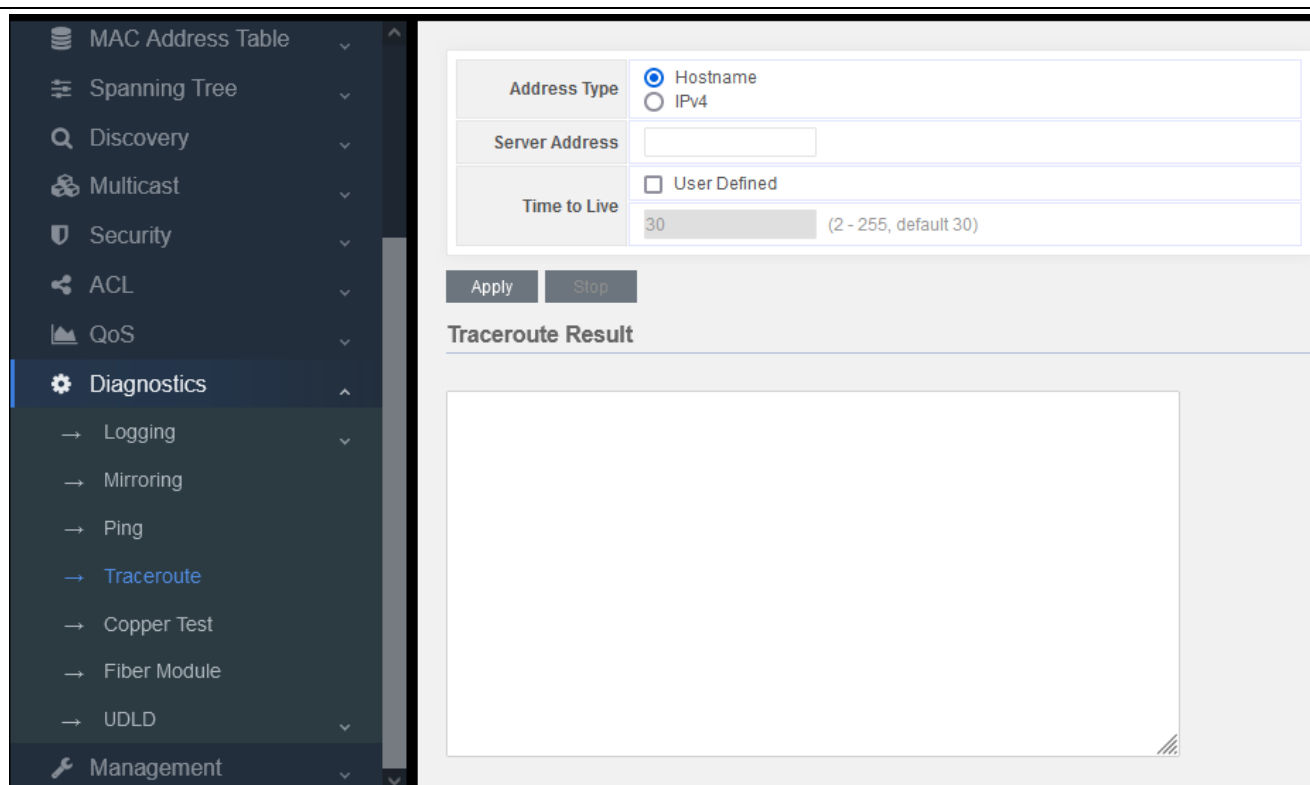 MAC Address Table
Spanning Tree
Discovery
Multicast
Security
ACL
QoS
Diagnostics
→ Logging
→ Mirroring
→ Ping
→ Traceroute
→ Copper Test
→ Fiber Module
→ UDLD
Management
Address Type
Hostname
IPv4
Server Address
Time to Live
User Defined
30 (2 - 255, default 30)
Apply Stop
Traceroute Result